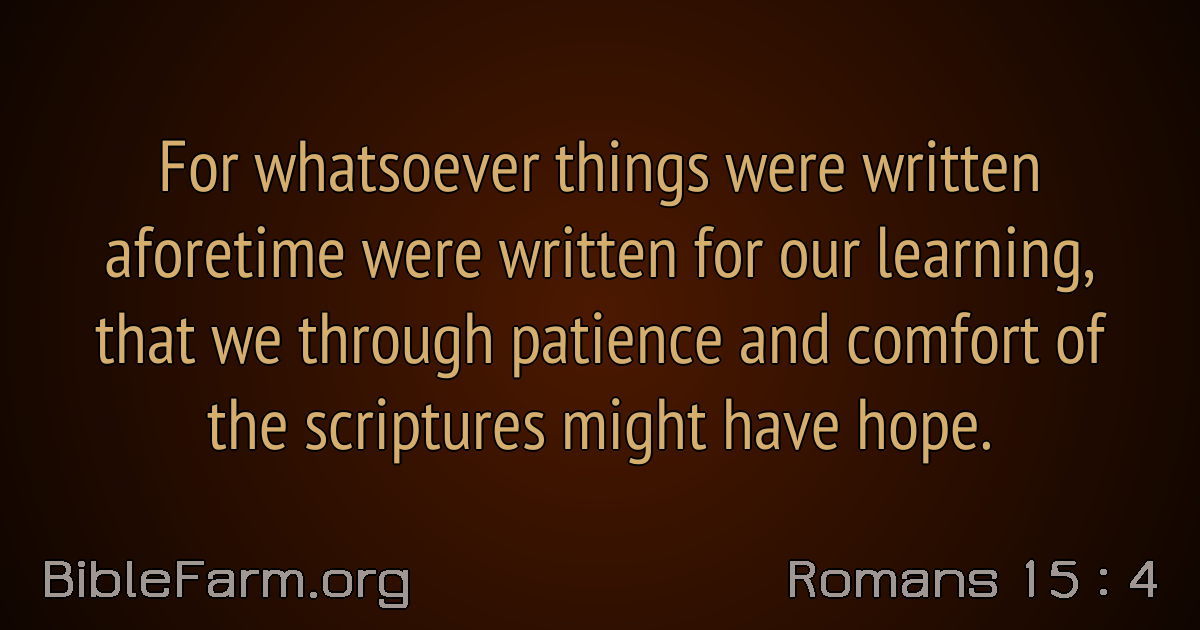 For whatsoever things were written
aforetime were written for our learning,
that we through patience and comfort of
the scriptures might have hope.
BibleFarm.org
Romans 15 : 4